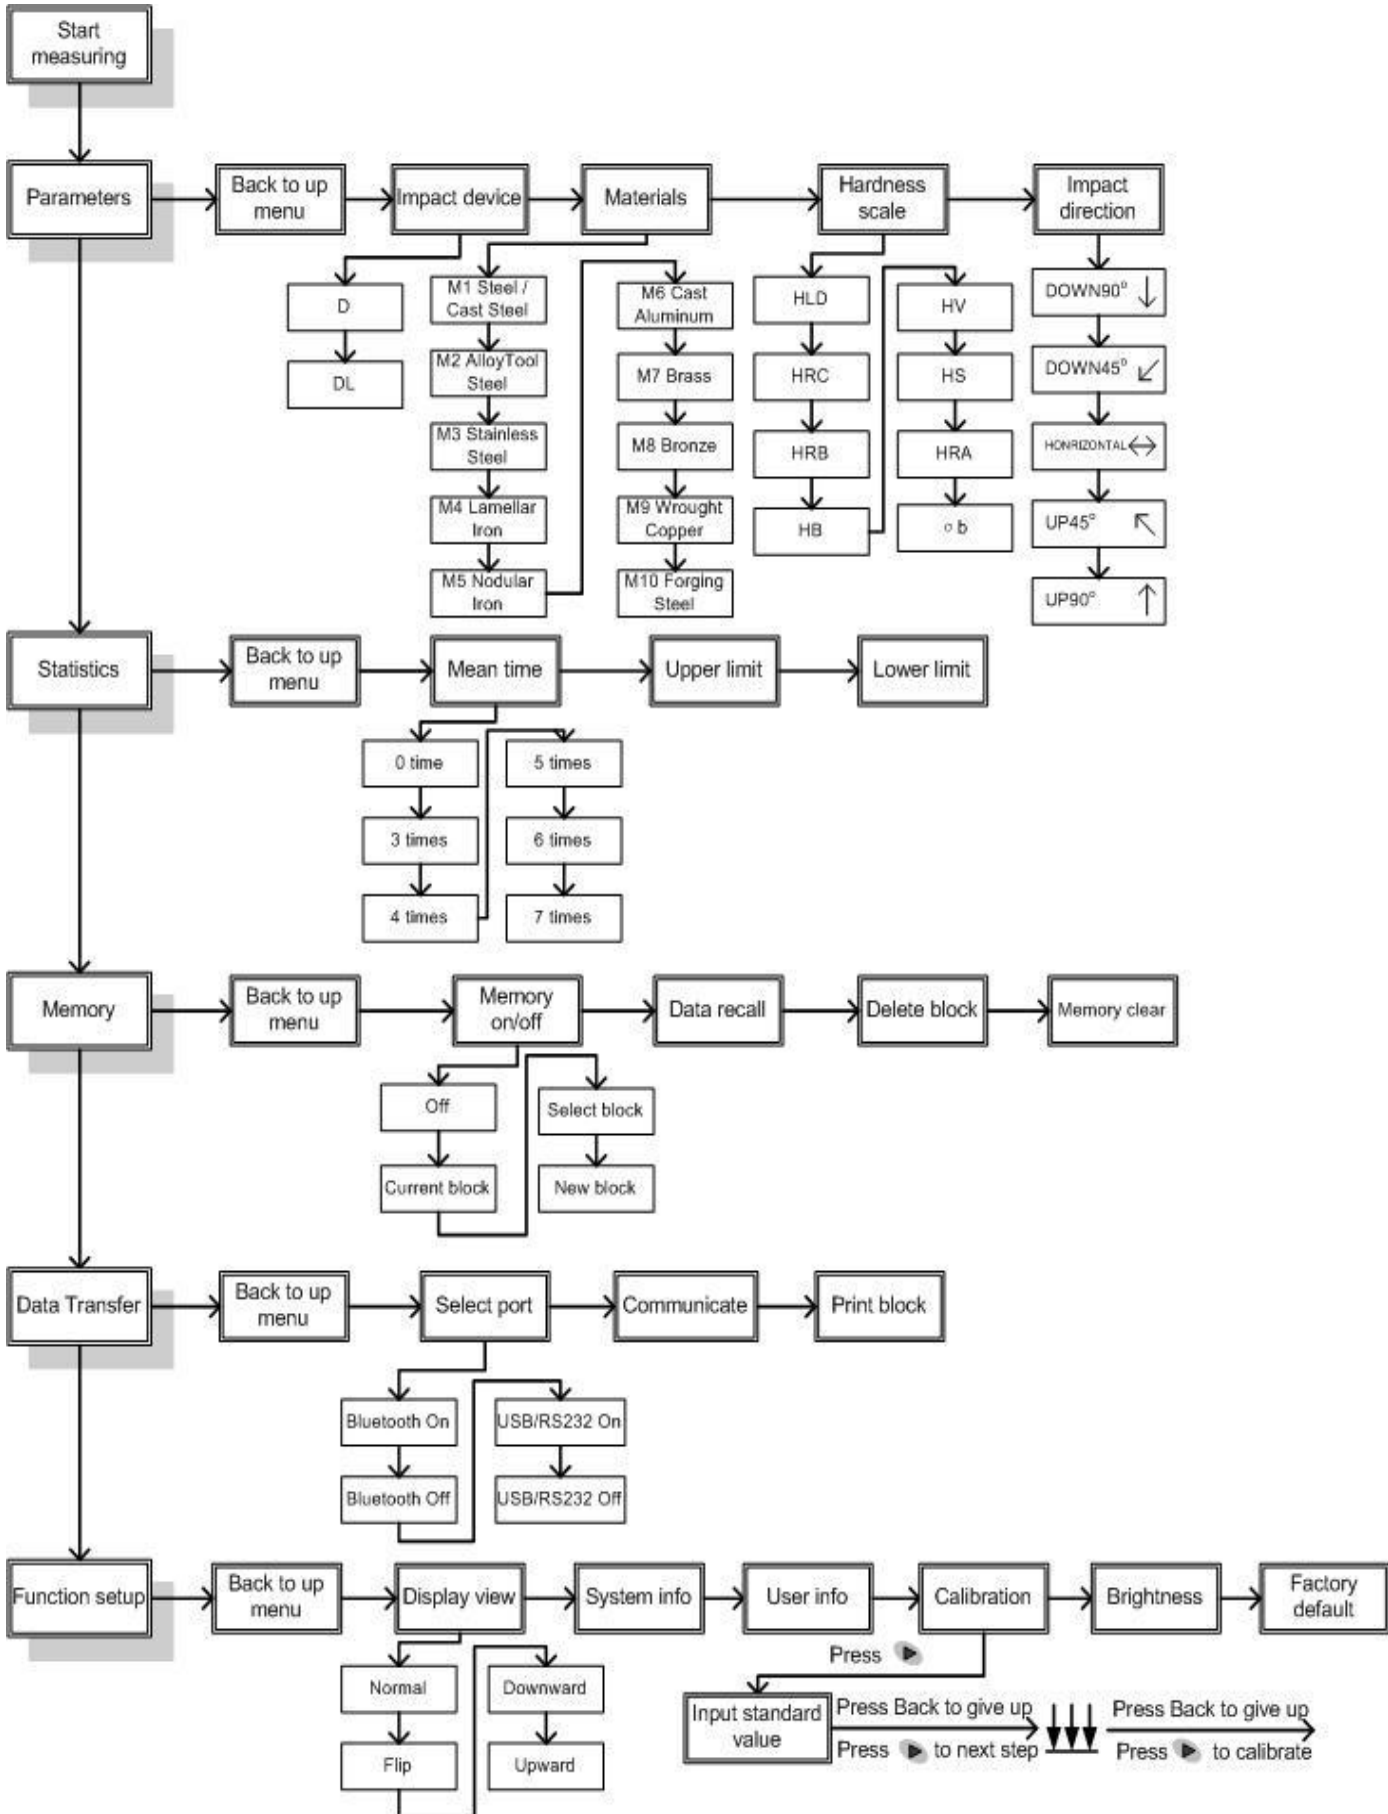 Start
measuring
Parameters
Back to up
menu
Impact device
Materials
Hardness
scale
Impact
direction
D
DL
M1 Steel /
Cast Steel
M2 AlloyTool
Steel
M3 Stainless
Steel
M4 Lamellar
Iron
M5 Nodular
Iron
M6 Cast
Aluminum
M7 Brass
M8 Bronze
M9 Wrought
Copper
M10 Forging
Steel
HLD
HRC
HRB
HB
HV
HS
HRA
σ b
DOWN90°
DOWN45°
HONRIZONTAL
UP45°
UP90°
Statistics
Back to up
menu
Mean time
Upper limit
Lower limit
0 time
3 times
4 times
5 times
6 times
7 times
Memory
Back to up
menu
Memory
on/off
Data recall
Delete block
Memory clear
Off
Current block
Select block
New block
Data Transfer
Back to up
menu
Select port
Communicate
Print block
Bluetooth On
Bluetooth Off
USB/RS232 On
USB/RS232 Off
Function setup
Back to up
menu
Display view
System info
User info
Calibration
Brightness
Factory
default
Normal
Flip
Downward
Upward
Press
Input standard
value
Press Back to give up
Press to next step
Press Back to give up
Press to calibrate